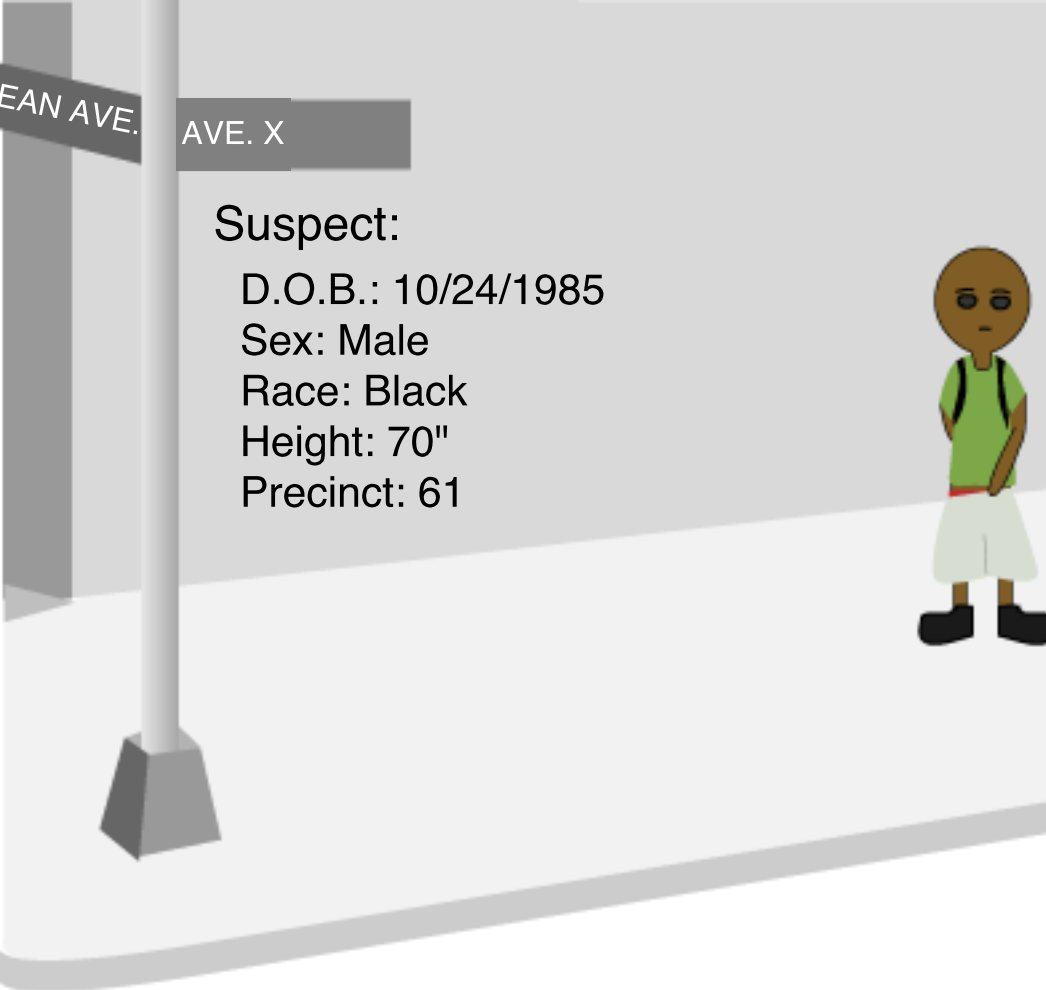 EAN AVE.
AVE. X
Suspect:
D.O.B.: 10/24/1985
Sex: Male
Race: Black
Height: 70"
Precinct: 61